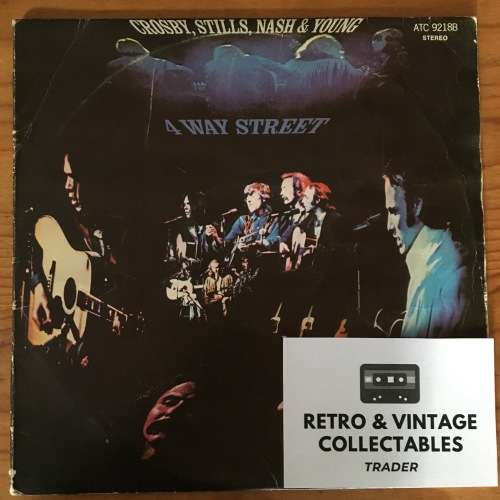 CROSBY, STILLS, NASH & YOUNG
ATC 9218B
STEREO
4 WAY STREET
RETRO & VINTAGE
COLLECTABLES
TRADER